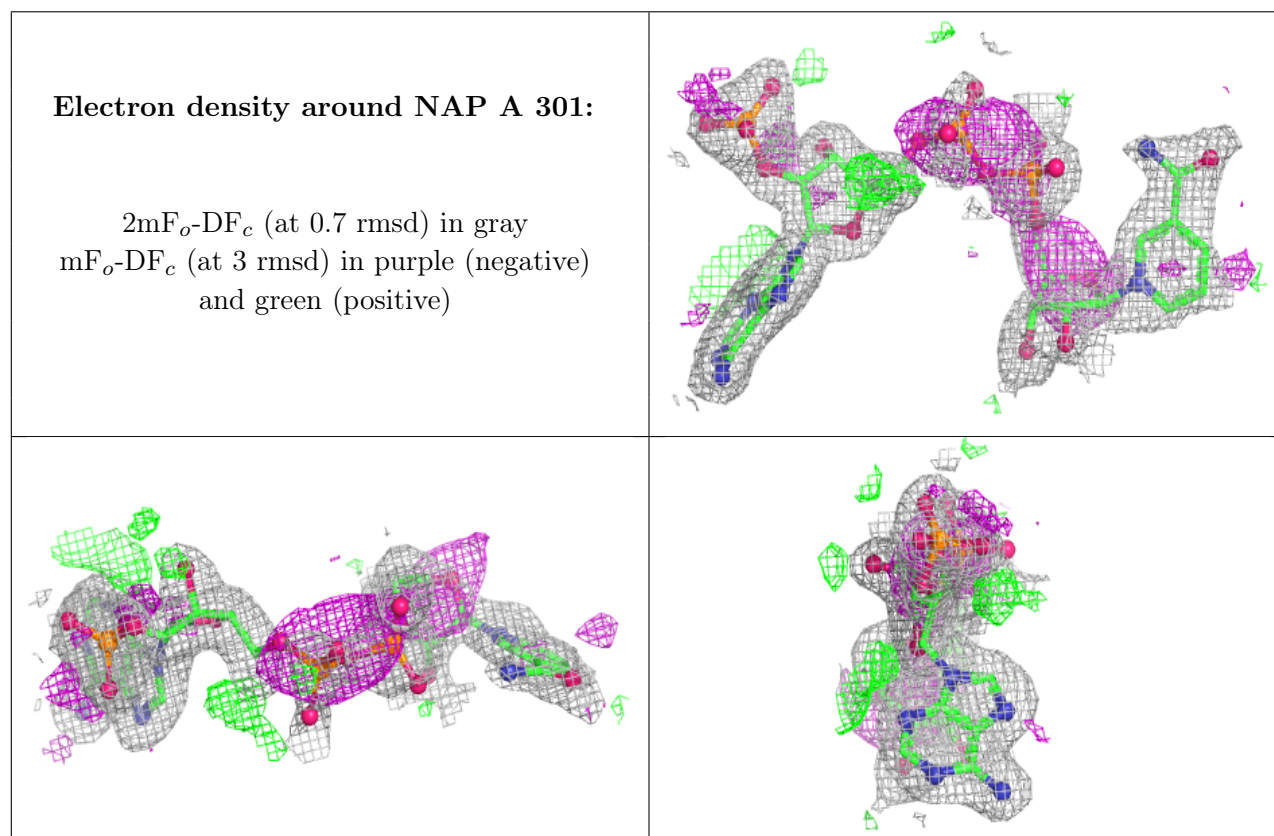 Electron density around NAP A 301:
2mFₒ-DF𝒸 (at 0.7 rmsd) in gray
mFₒ-DF𝒸 (at 3 rmsd) in purple (negative)
and green (positive)